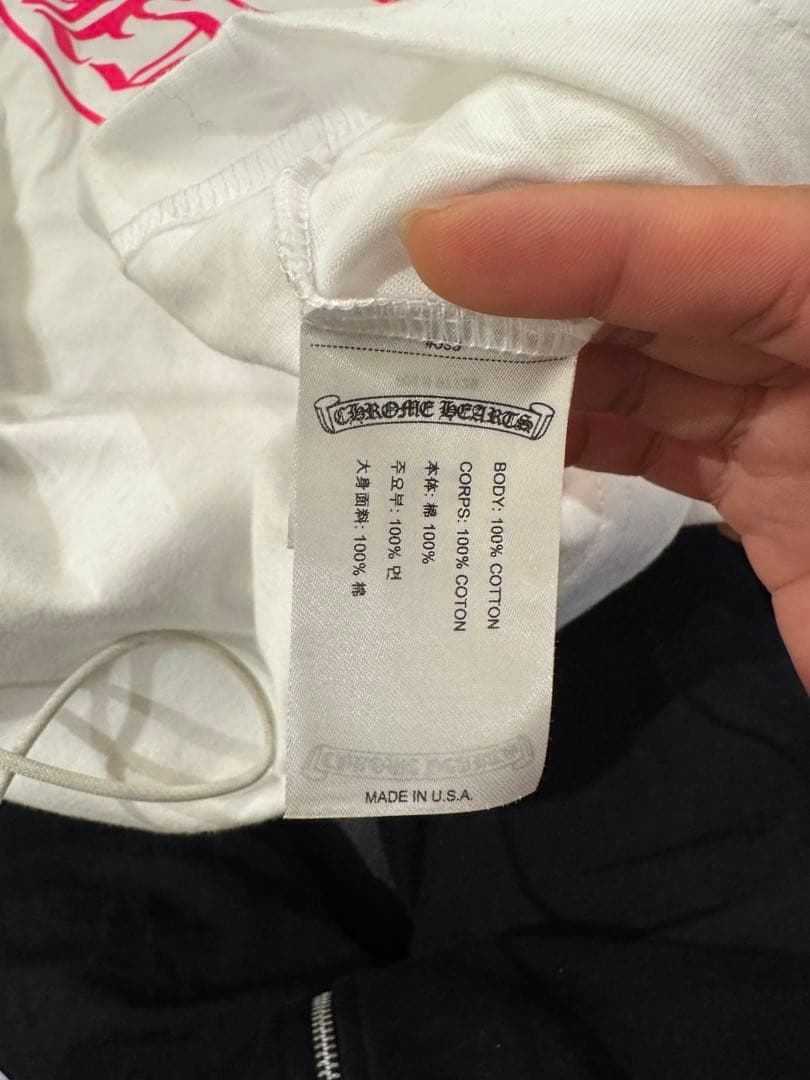 CHROME HEARTS
BODY: 100% COTTON
CORPS: 100% COTON
本体: 棉 100%
주요부: 100% 면
大身面料: 100% 棉
MADE IN U.S.A.